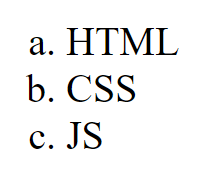 a. HTML
b. CSS
c. JS